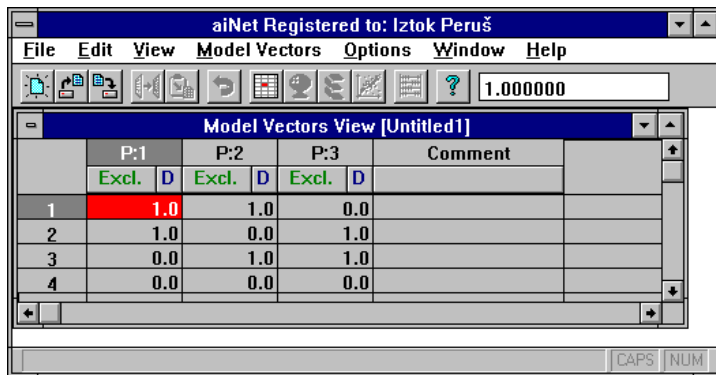 aiNet Registered to: Iztok Peruš
File Edit View Model Vectors Options Window Help
? 1.000000
Model Vectors View [Untitled1]
P:1 P:2 P:3 Comment
Excl. D Excl. D Excl. D
1 1.0 1.0 0.0
2 1.0 0.0 1.0
3 0.0 1.0 1.0
4 0.0 0.0 0.0
CAPS NUM